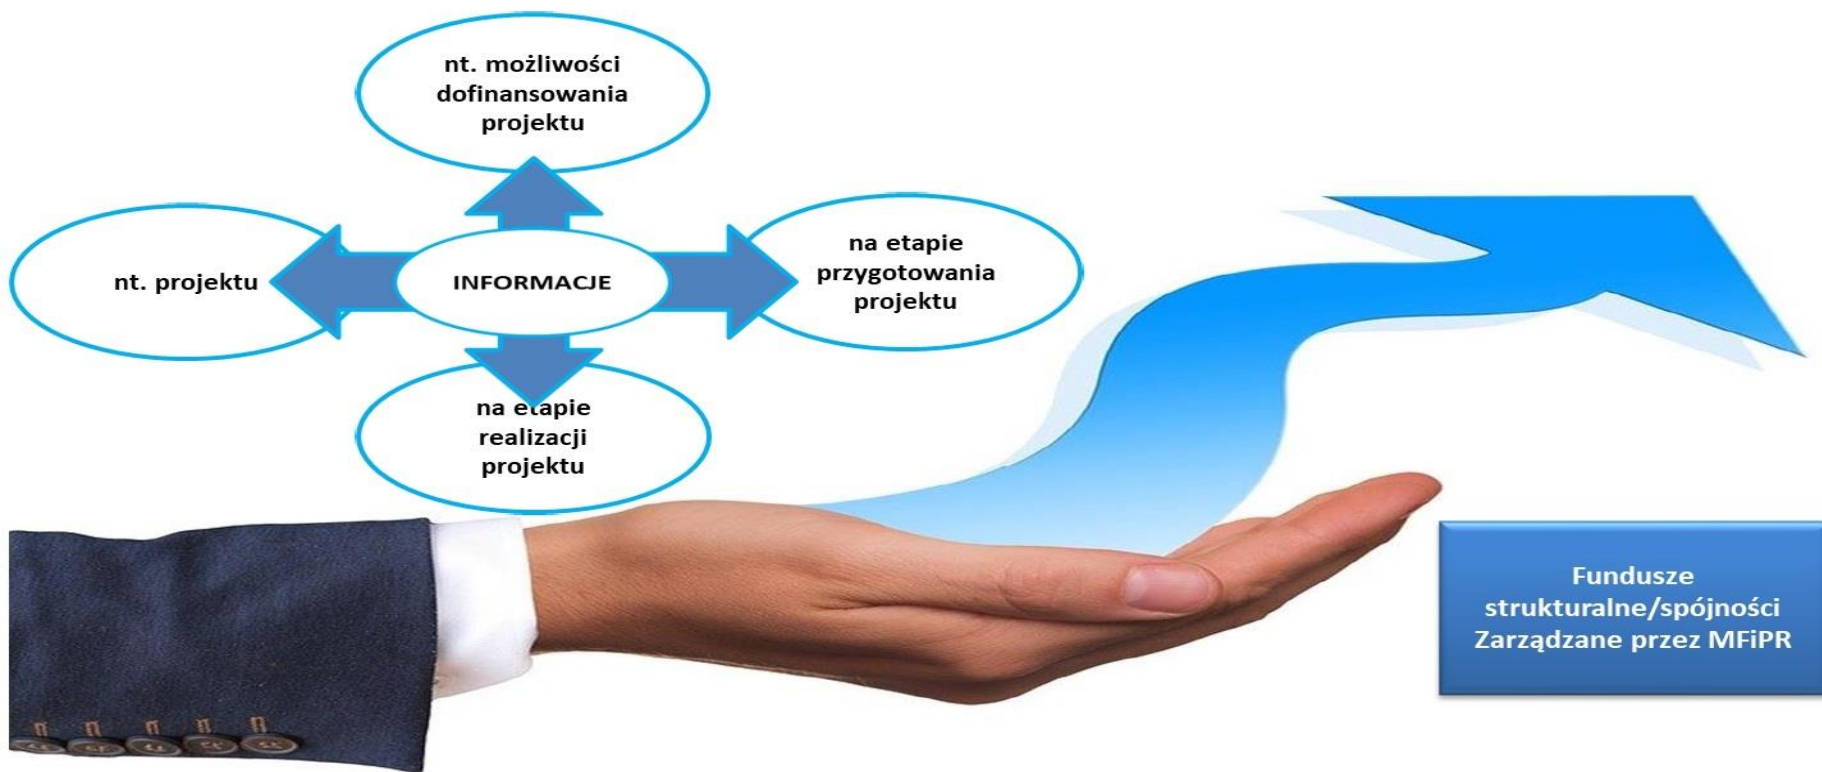 nt. możliwości
dofinansowania
projektu
nt. projektu
INFORMACJE
na etapie
przygotowania
projektu
na etapie
realizacji
projektu
Fundusze
strukturalne/spójności
Zarządzane przez MFiPR